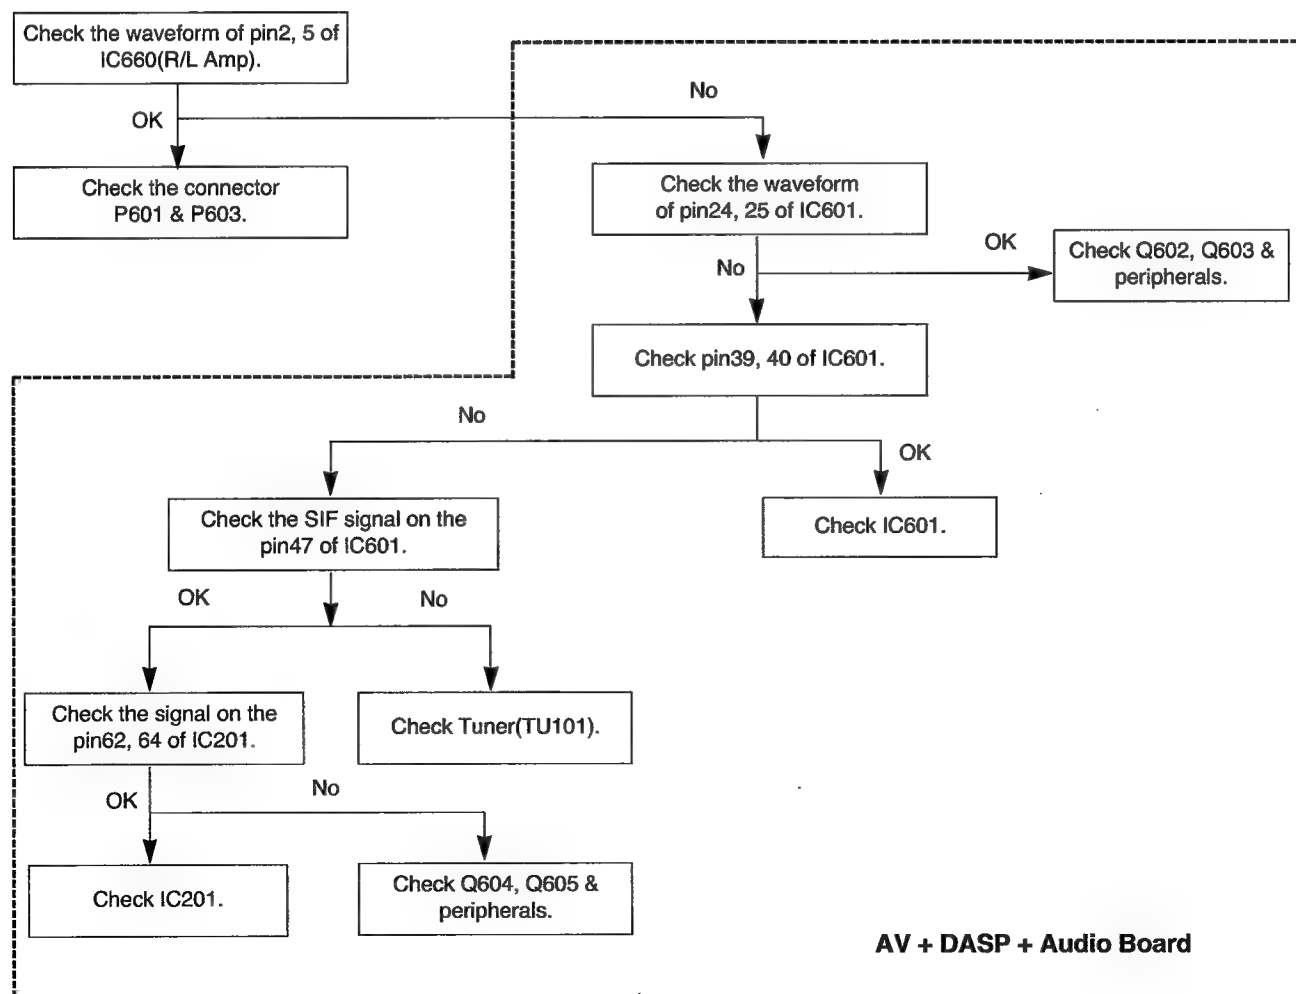 Check the waveform of pin2, 5 of
IC660(R/L Amp).
OK
No
Check the connector
P601 & P603.
Check the waveform
of pin24, 25 of IC601.
No
OK
Check Q602, Q603 &
peripherals.
Check pin39, 40 of IC601.
No
OK
Check the SIF signal on the
pin47 of IC601.
Check IC601.
OK
No
Check the signal on the
pin62, 64 of IC201.
Check Tuner(TU101).
OK
No
Check IC201.
Check Q604, Q605 &
peripherals.
AV + DASP + Audio Board